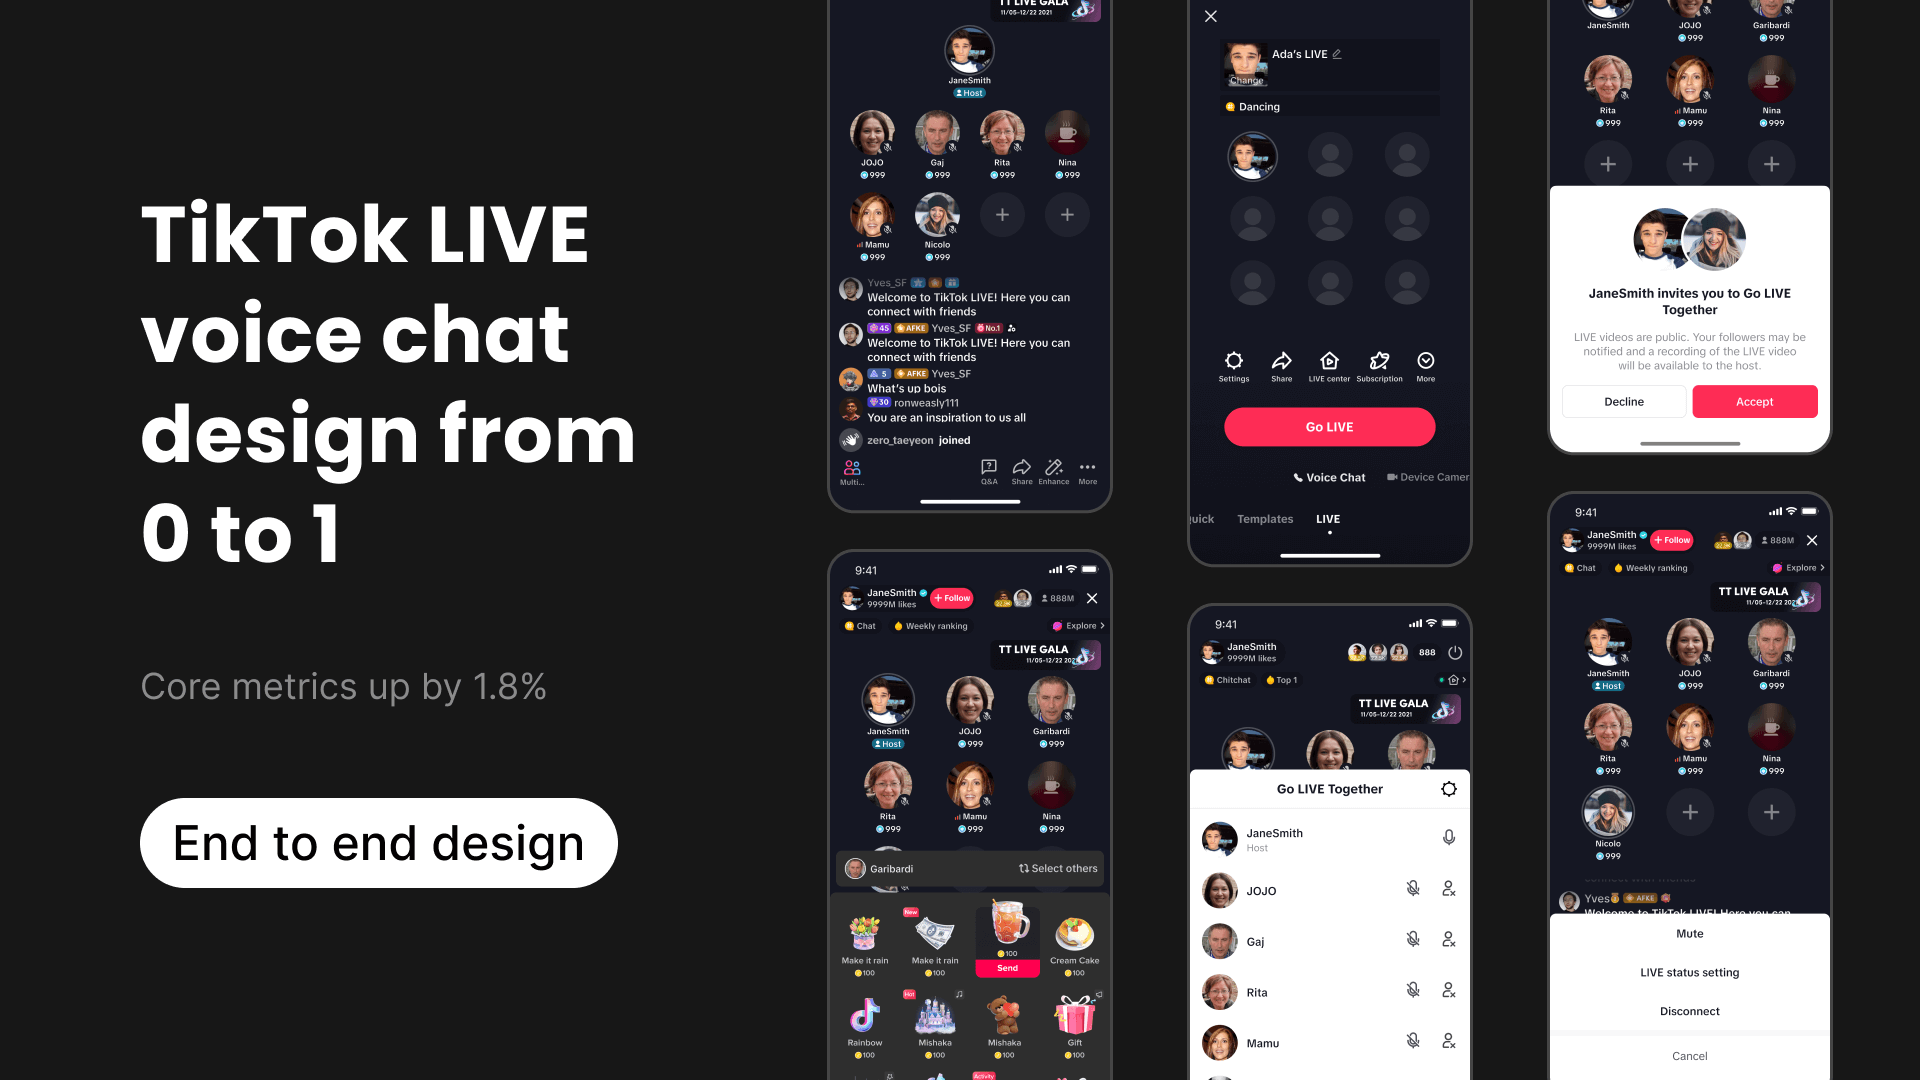 TikTok LIVE
voice chat
design from
0 to 1
Core metrics up by 1.8%
End to end design
TT LIVE GALA
11/05-12/22 2021
JaneSmith
Host
JOJO Gaj Rita Nina
999 999 999 999
Mamu Nicolo
999 999
Yves_SF
Welcome to TikTok LIVE! Here you can
connect with friends
45 AFKE Yves_SF No.1
Welcome to TikTok LIVE! Here you can
connect with friends
5 AFKE Yves_SF
What's up bois
30 ronweasly111
You are an inspiration to us all
zero_taeyeon joined
Multi... Q&A Share Enhance More
9:41
JaneSmith
9999M likes
+ Follow
888M
Chat Weekly ranking Explore
TT LIVE GALA
11/05-12/22 2021
JaneSmith JOJO Garibardi
Host 999 999
Rita Mamu Nina
999 999 999
Garibardi Select others
New
Make it rain Make it rain 100 Cream Cake
100 100 Send 100
Hot
Rainbow Mishaka Mishaka Gift
100 100 100 100
Activity
Ada's LIVE
Change
Dancing
Settings Share LIVE center Subscription More
Go LIVE
Voice Chat Device Camer
uick Templates LIVE
9:41
JaneSmith
9999M likes
888
Chitchat Top 1
TT LIVE GALA
11/05-12/22 2021
Go LIVE Together
JaneSmith
Host
JOJO
Gaj
Rita
Mamu
JaneSmith JOJO Garibardi
999 999
Rita Mamu Nina
999 999 999
JaneSmith invites you to Go LIVE
Together
LIVE videos are public. Your followers may be
notified and a recording of the LIVE video
will be available to the host.
Decline Accept
9:41
JaneSmith
9999M likes
+ Follow
888M
Chat Weekly ranking Explore
TT LIVE GALA
11/05-12/22 2021
JaneSmith JOJO Garibardi
Host 999 999
Rita Mamu Nina
999 999 999
Nicolo
999
connect with friends
Yves AFKE
Welcome to TikTok LIVE! Here you can
Mute
LIVE status setting
Disconnect
Cancel